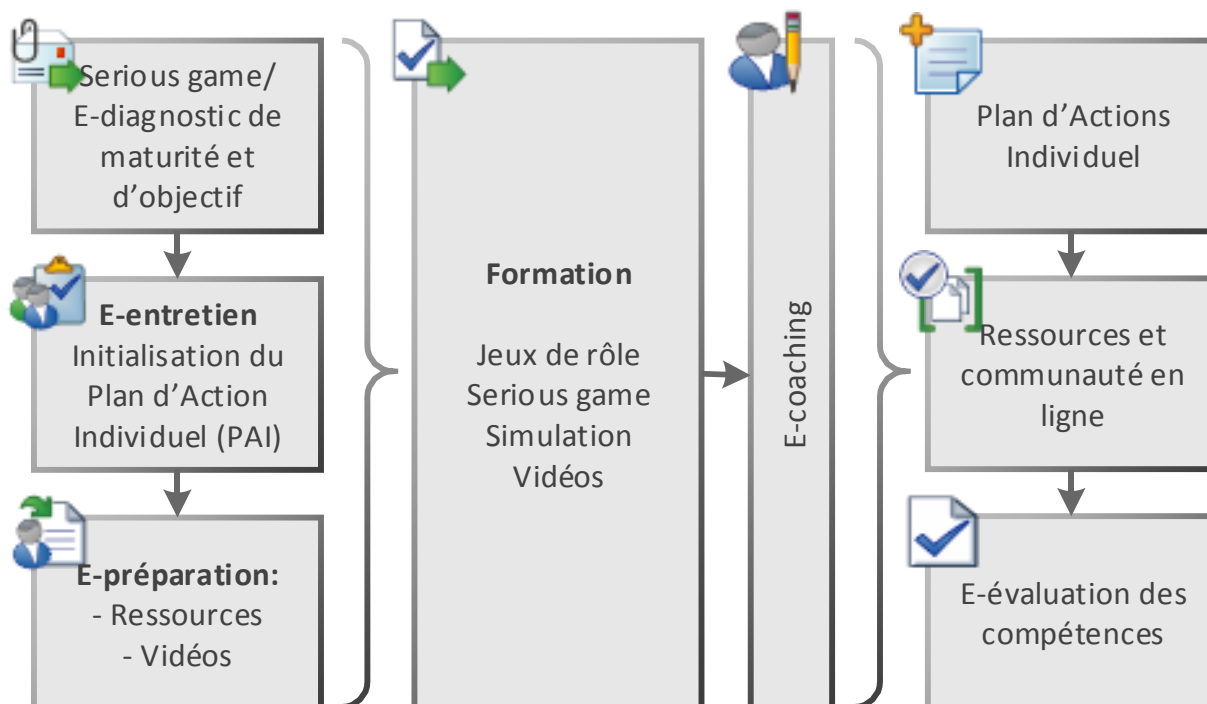 Serious game/
E-diagnostic de
maturité et
d’objectif
E-entretien
Initialisation du
Plan d’Action
Individuel (PAI)
E-préparation:
- Ressources
- Vidéos
Formation
Jeux de rôle
Serious game
Simulation
Vidéos
E-coaching
Plan d’Actions
Individuel
Ressources et
communauté en
ligne
E-évaluation des
compétences